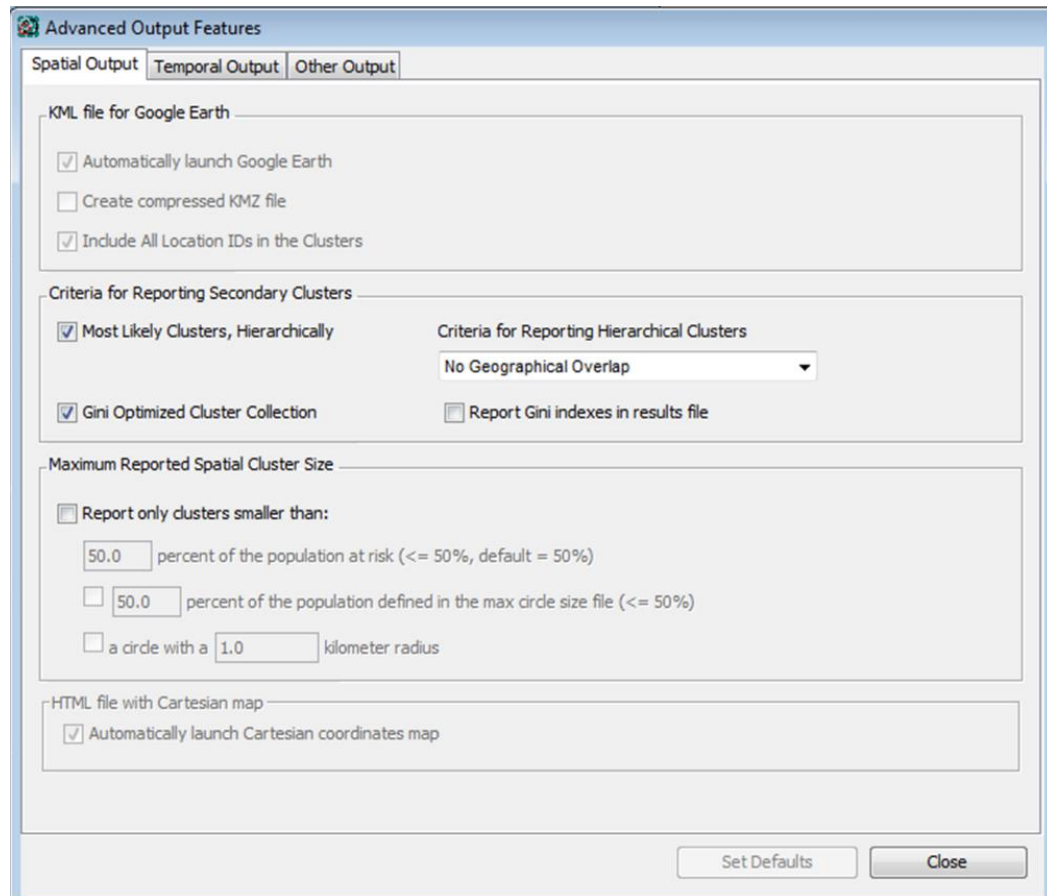 Advanced Output Features
Spatial Output Temporal Output Other Output
KML file for Google Earth
Automatically launch Google Earth
Create compressed KMZ file
Include All Location IDs in the Clusters
Criteria for Reporting Secondary Clusters
Most Likely Clusters, Hierarchically Criteria for Reporting Hierarchical Clusters
No Geographical Overlap
Gini Optimized Cluster Collection Report Gini indexes in results file
Maximum Reported Spatial Cluster Size
Report only clusters smaller than:
50.0 percent of the population at risk (<= 50%, default = 50%)
50.0 percent of the population defined in the max circle size file (<= 50%)
a circle with a 1.0 kilometer radius
HTML file with Cartesian map
Automatically launch Cartesian coordinates map
Set Defaults Close